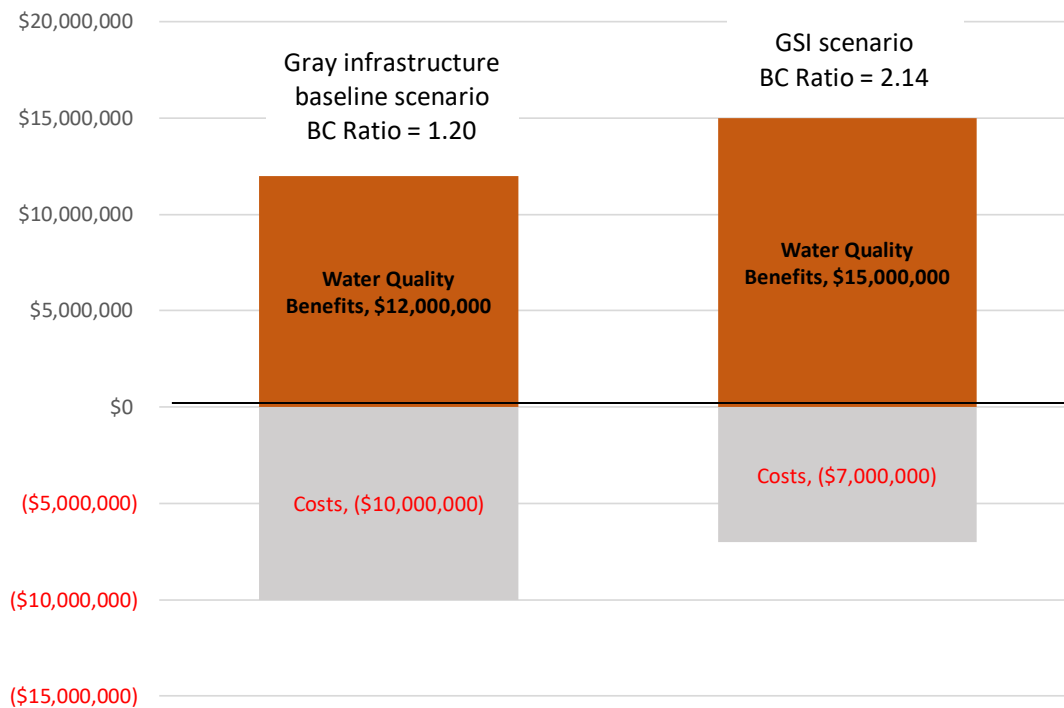 $20,000,000
$15,000,000
$10,000,000
$5,000,000
$0
($5,000,000)
($10,000,000)
($15,000,000)
Gray infrastructure
baseline scenario
BC Ratio = 1.20
Water Quality
Benefits, $12,000,000
Costs, ($10,000,000)
GSI scenario
BC Ratio = 2.14
Water Quality
Benefits, $15,000,000
Costs, ($7,000,000)